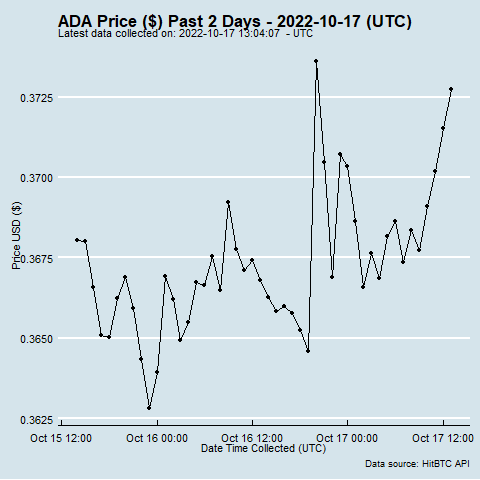 ADA Price ($) Past 2 Days - 2022-10-17 (UTC)
Latest data collected on: 2022-10-17 13:04:07  - UTC
0.3725
0.3700
0.3675
0.3650
0.3625
Price USD ($)
Oct 15 12:00
Oct 16 00:00
Oct 16 12:00
Oct 17 00:00
Oct 17 12:00
Date Time Collected (UTC)
Data source: HitBTC API